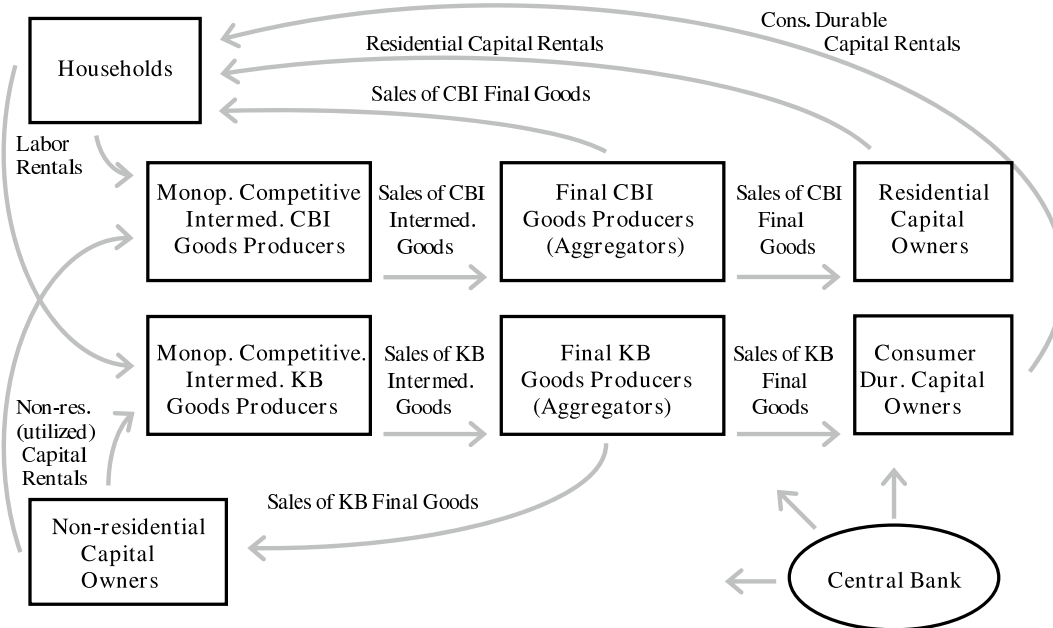 Cons. Durable
Capital Rentals
Residential Capital Rentals
Households
Sales of CBI Final Goods
Labor
Rentals
Monop. Competitive
Intermed. CBI
Goods Producers
Sales of CBI
Intermed.
Goods
Final CBI
Goods Producers
(Aggregators)
Sales of CBI
Final
Goods
Residential
Capital
Owners
Monop. Competitive.
Intermed. KB
Goods Producers
Sales of KB
Intermed.
Goods
Final KB
Goods Producers
(Aggregators)
Sales of KB
Final
Goods
Consumer
Dur. Capital
Owners
Non-res.
(utilized)
Capital
Rentals
Sales of KB Final Goods
Non-residential
Capital
Owners
Central Bank